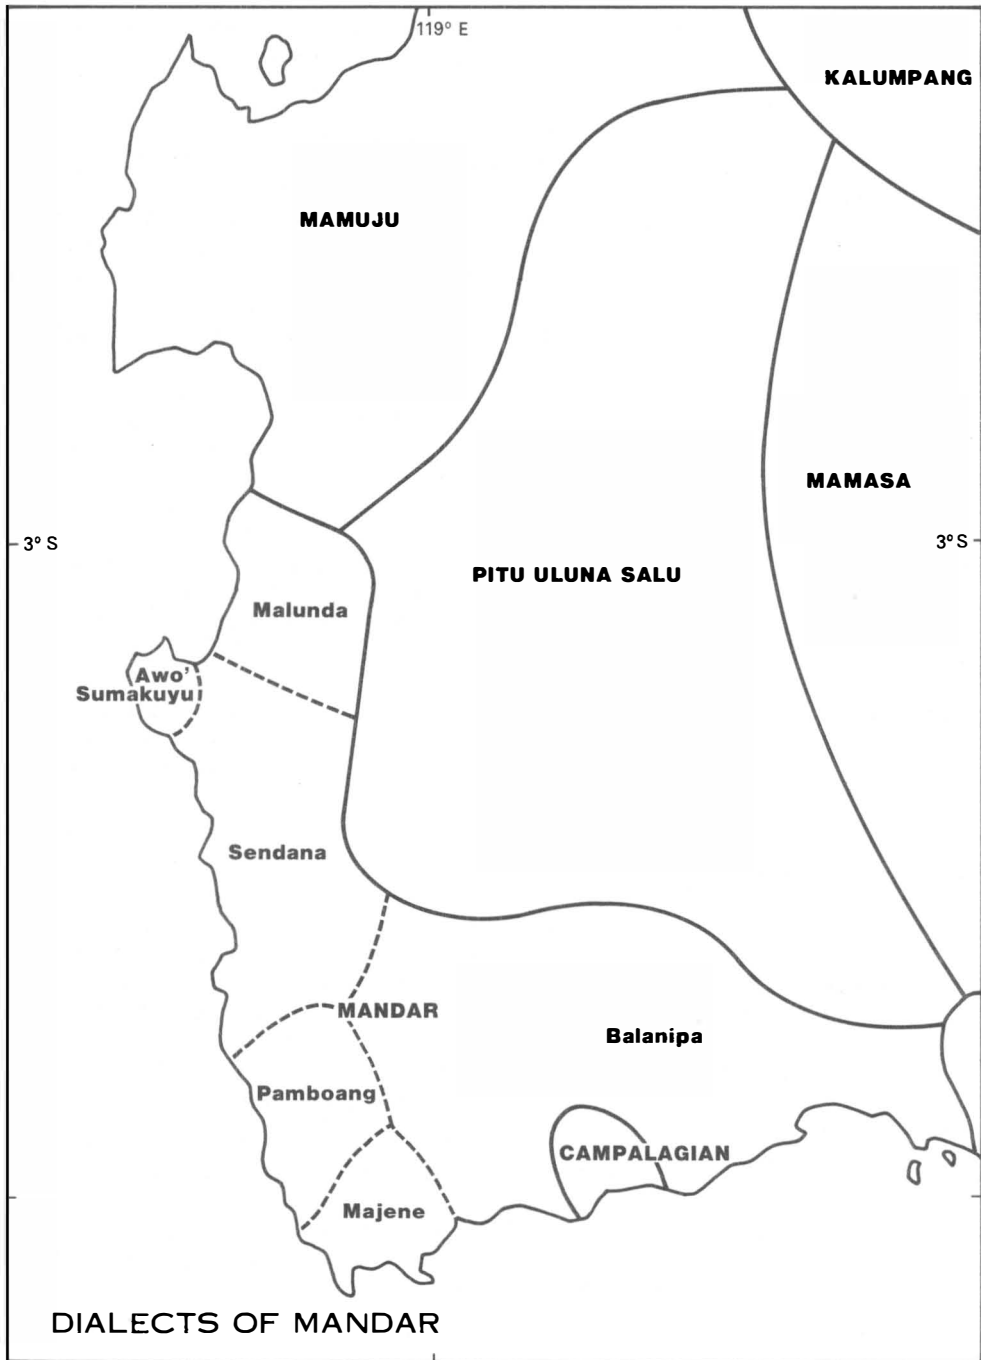 119° E
KALUMPANG
MAMUJU
MAMASA
3° S
3° S
PITU ULUNA SALU
Malunda
Awo'
Sumakuyu
Sendana
MANDAR
Balanipa
Pamboang
CAMPALAGIAN
Majene
DIALECTS OF MANDAR